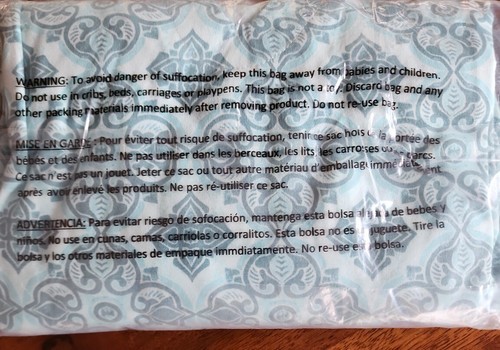 WARNING: To avoid danger of suffocation, keep this bag away from babies and children.
Do not use in cribs, beds, carriages or playpens. This bag is not a toy. Discard bag and any
other packing materials immediately after removing product. Do not re-use bag.
MISE EN GARDE : Pour éviter tout risque de suffocation, tenir ce sac hors de la portée des
bébés et des enfants. Ne pas utiliser dans les berceaux, les lits, les carrosses ou parcs.
Ce sac n'est pas un jouet. Jeter ce sac ou tout autre matériau d'emballage immédiatement
après avoir enlevé les produits. Ne pas ré-utiliser ce sac.
ADVERTENCIA: Para evitar riesgo de sofocación, mantenga esta bolsa de bebes y
niños. No use en cunas, camas, carriolas o corralitos. Esta bolsa no es juguete. Tire la
bolsa y los otros materiales de empaque immdiatamente. No re-use bolsa.